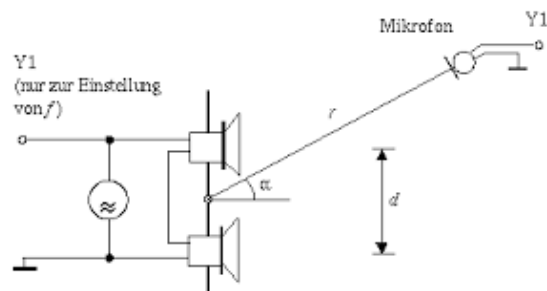 Y1
Mikrofon
Y1
(nur zur Einstellung
von f)
r
α
d
≈